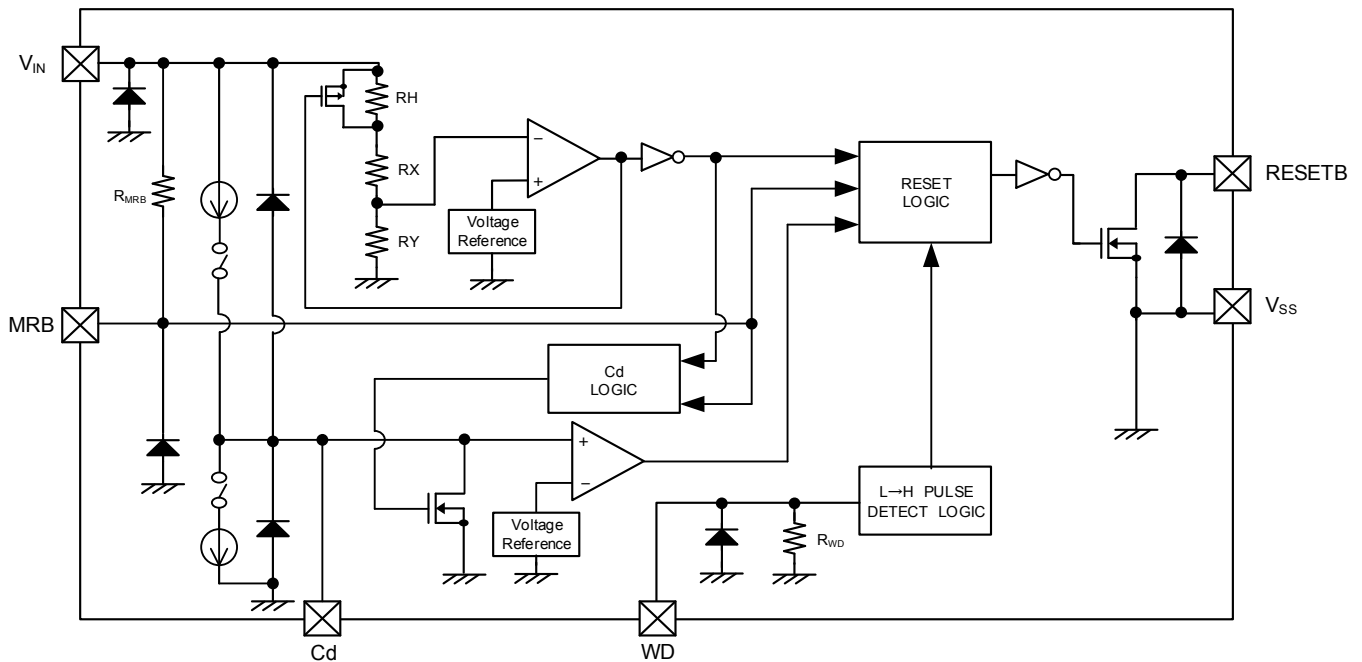 VIN
RH
RX
RMRB
RY
Voltage
Reference
RESET
LOGIC
RESETB
MRB
VSS
Cd
LOGIC
Voltage
Reference
L→H PULSE
DETECT LOGIC
RWD
Cd
WD